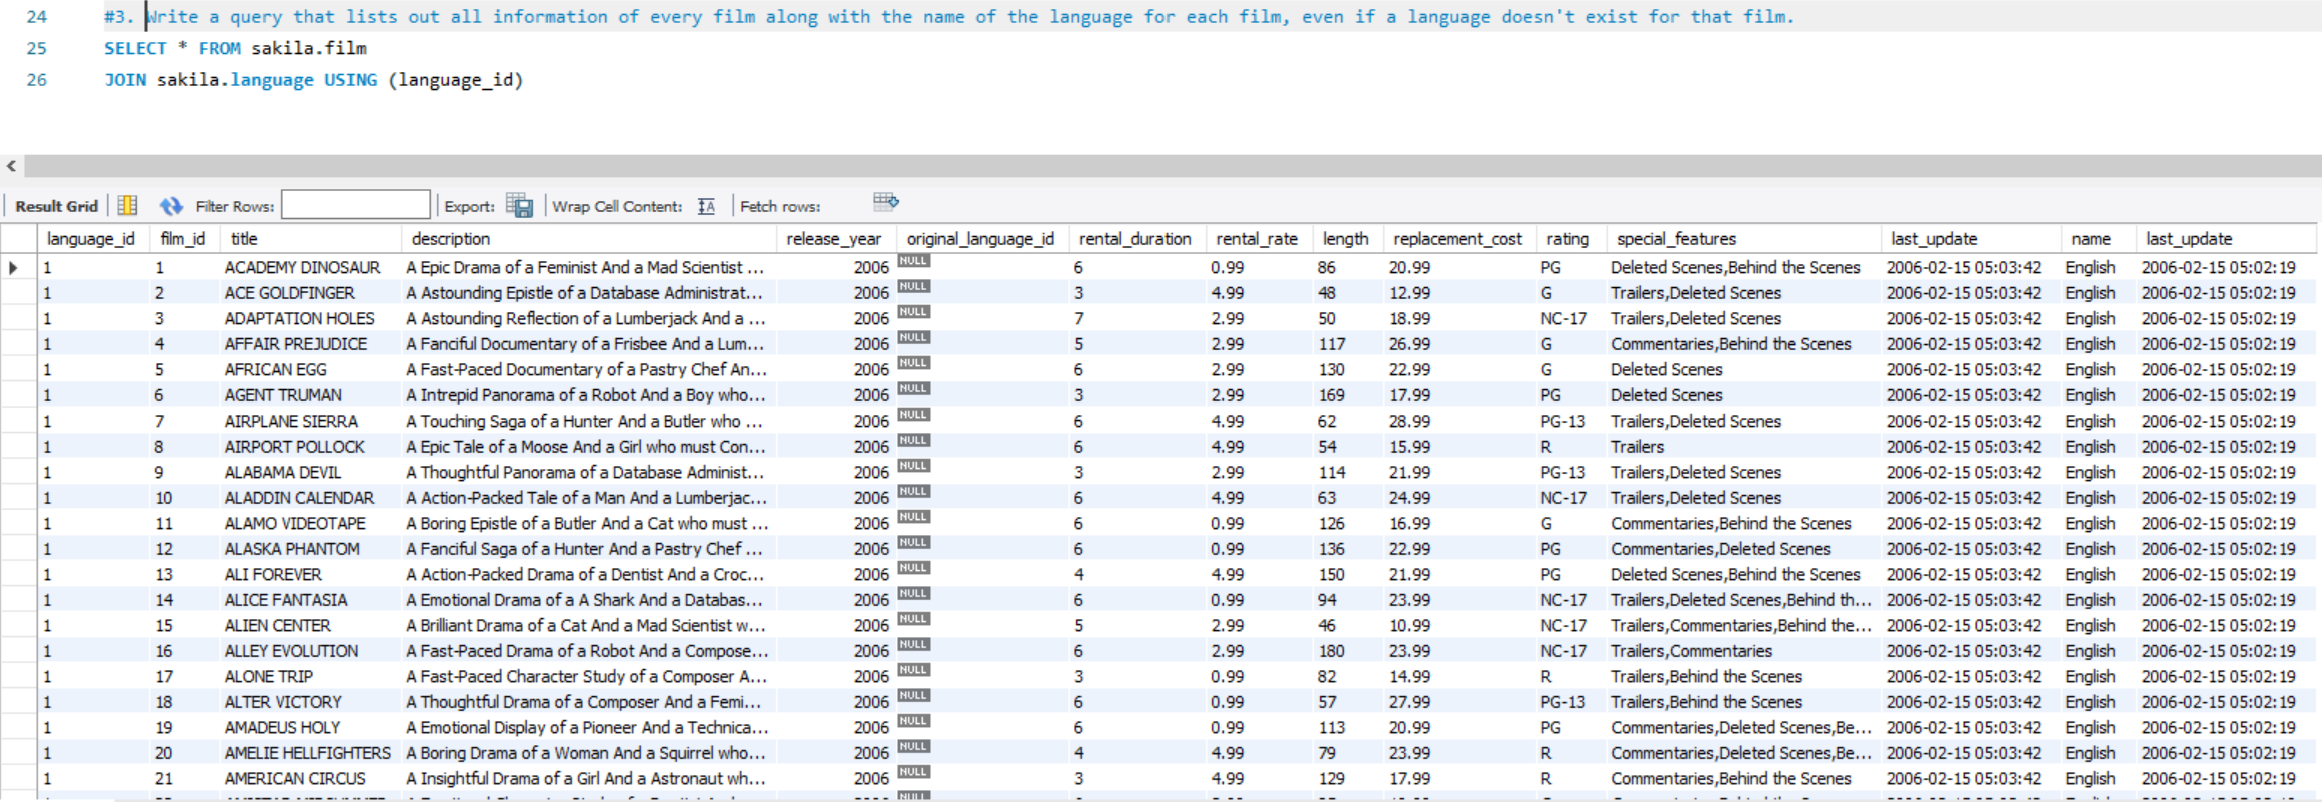 24 #3. Write a query that lists out all information of every film along with the name of the language for each film, even if a language doesn't exist for that film.
25 SELECT * FROM sakila.film
26 JOIN sakila.language USING (language_id)
Result Grid Filter Rows: Export: Wrap Cell Content: Fetch rows:
language_id film_id title description release_year original_language_id rental_duration rental_rate length replacement_cost rating special_features last_update name last_update
1 1 ACADEMY DINOSAUR A Epic Drama of a Feminist And a Mad Scientist ... 2006 NULL 6 0.99 86 20.99 PG Deleted Scenes,Behind the Scenes 2006-02-15 05:03:42 English 2006-02-15 05:02:19
1 2 ACE GOLDFINGER A Astounding Epistle of a Database Administrat... 2006 NULL 3 4.99 48 12.99 G Trailers,Deleted Scenes 2006-02-15 05:03:42 English 2006-02-15 05:02:19
1 3 ADAPTATION HOLES A Astounding Reflection of a Lumberjack And a ... 2006 NULL 7 2.99 50 18.99 NC-17 Trailers,Deleted Scenes 2006-02-15 05:03:42 English 2006-02-15 05:02:19
1 4 AFFAIR PREJUDICE A Fanciful Documentary of a Frisbee And a Lum... 2006 NULL 5 2.99 117 26.99 G Commentaries,Behind the Scenes 2006-02-15 05:03:42 English 2006-02-15 05:02:19
1 5 AFRICAN EGG A Fast-Paced Documentary of a Pastry Chef An... 2006 NULL 6 2.99 130 22.99 G Deleted Scenes 2006-02-15 05:03:42 English 2006-02-15 05:02:19
1 6 AGENT TRUMAN A Intrepid Panorama of a Robot And a Boy who... 2006 NULL 3 2.99 169 17.99 PG Deleted Scenes 2006-02-15 05:03:42 English 2006-02-15 05:02:19
1 7 AIRPLANE SIERRA A Touching Saga of a Hunter And a Butler who ... 2006 NULL 6 4.99 62 28.99 PG-13 Trailers,Deleted Scenes 2006-02-15 05:03:42 English 2006-02-15 05:02:19
1 8 AIRPORT POLLOCK A Epic Tale of a Moose And a Girl who must Con... 2006 NULL 6 4.99 54 15.99 R Trailers 2006-02-15 05:03:42 English 2006-02-15 05:02:19
1 9 ALABAMA DEVIL A Thoughtful Panorama of a Database Administ... 2006 NULL 3 2.99 114 21.99 PG-13 Trailers,Deleted Scenes 2006-02-15 05:03:42 English 2006-02-15 05:02:19
1 10 ALADDIN CALENDAR A Action-Packed Tale of a Man And a Lumberjac... 2006 NULL 6 4.99 63 24.99 NC-17 Trailers,Deleted Scenes 2006-02-15 05:03:42 English 2006-02-15 05:02:19
1 11 ALAMO VIDEOTAPE A Boring Epistle of a Butler And a Cat who must ... 2006 NULL 6 0.99 126 16.99 G Commentaries,Behind the Scenes 2006-02-15 05:03:42 English 2006-02-15 05:02:19
1 12 ALASKA PHANTOM A Fanciful Saga of a Hunter And a Pastry Chef ... 2006 NULL 6 0.99 136 22.99 PG Commentaries,Deleted Scenes 2006-02-15 05:03:42 English 2006-02-15 05:02:19
1 13 ALI FOREVER A Action-Packed Drama of a Dentist And a Croc... 2006 NULL 4 4.99 150 21.99 PG Deleted Scenes,Behind the Scenes 2006-02-15 05:03:42 English 2006-02-15 05:02:19
1 14 ALICE FANTASIA A Emotional Drama of a A Shark And a Databas... 2006 NULL 6 0.99 94 23.99 NC-17 Trailers,Deleted Scenes,Behind th... 2006-02-15 05:03:42 English 2006-02-15 05:02:19
1 15 ALIEN CENTER A Brilliant Drama of a Cat And a Mad Scientist w... 2006 NULL 5 2.99 46 10.99 NC-17 Trailers,Commentaries,Behind the... 2006-02-15 05:03:42 English 2006-02-15 05:02:19
1 16 ALLEY EVOLUTION A Fast-Paced Drama of a Robot And a Compose... 2006 NULL 6 2.99 180 23.99 NC-17 Trailers,Commentaries 2006-02-15 05:03:42 English 2006-02-15 05:02:19
1 17 ALONE TRIP A Fast-Paced Character Study of a Composer A... 2006 NULL 3 0.99 82 14.99 R Trailers,Behind the Scenes 2006-02-15 05:03:42 English 2006-02-15 05:02:19
1 18 ALTER VICTORY A Thoughtful Drama of a Composer And a Femi... 2006 NULL 6 0.99 57 27.99 PG-13 Trailers,Behind the Scenes 2006-02-15 05:03:42 English 2006-02-15 05:02:19
1 19 AMADEUS HOLY A Emotional Display of a Pioneer And a Technica... 2006 NULL 6 0.99 113 20.99 PG Commentaries,Deleted Scenes,Be... 2006-02-15 05:03:42 English 2006-02-15 05:02:19
1 20 AMELIE HELLFIGHTERS A Boring Drama of a Woman And a Squirrel who... 2006 NULL 4 4.99 79 23.99 R Commentaries,Deleted Scenes,Be... 2006-02-15 05:03:42 English 2006-02-15 05:02:19
1 21 AMERICAN CIRCUS A Insightful Drama of a Girl And a Astronaut wh... 2006 NULL 3 4.99 129 17.99 R Commentaries,Behind the Scenes 2006-02-15 05:03:42 English 2006-02-15 05:02:19